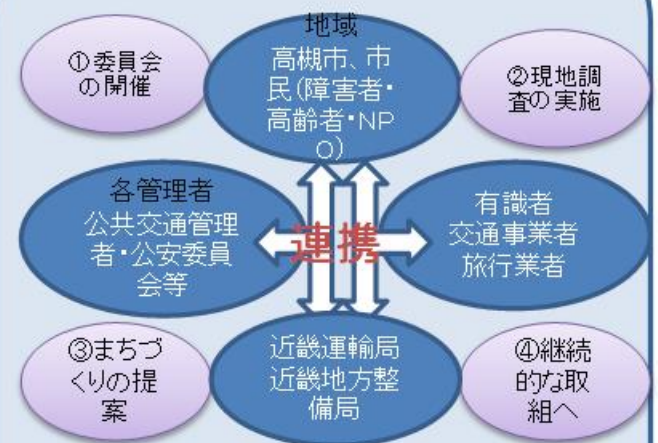 ①委員会
の開催
地域
高槻市、市
民(障害者・
高齢者・NP
O)
②現地調
査の実施
各管理者
公共交通管理
者・公安委員
会等
連携
有識者
交通事業者
旅行業者
③まちづ
くりの提
案
近畿運輸局
近畿地方整
備局
④継続
的な取
組へ